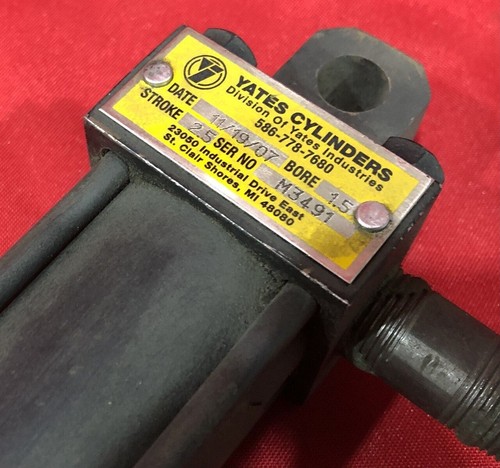 YATES CYLINDERS
Division Of Yates Industries
586-778-7680
DATE 11/19/07 BORE 1.5
STROKE 2.5 SER NO M3491
23050 Industrial Drive East
St. Clair Shores, MI 48080